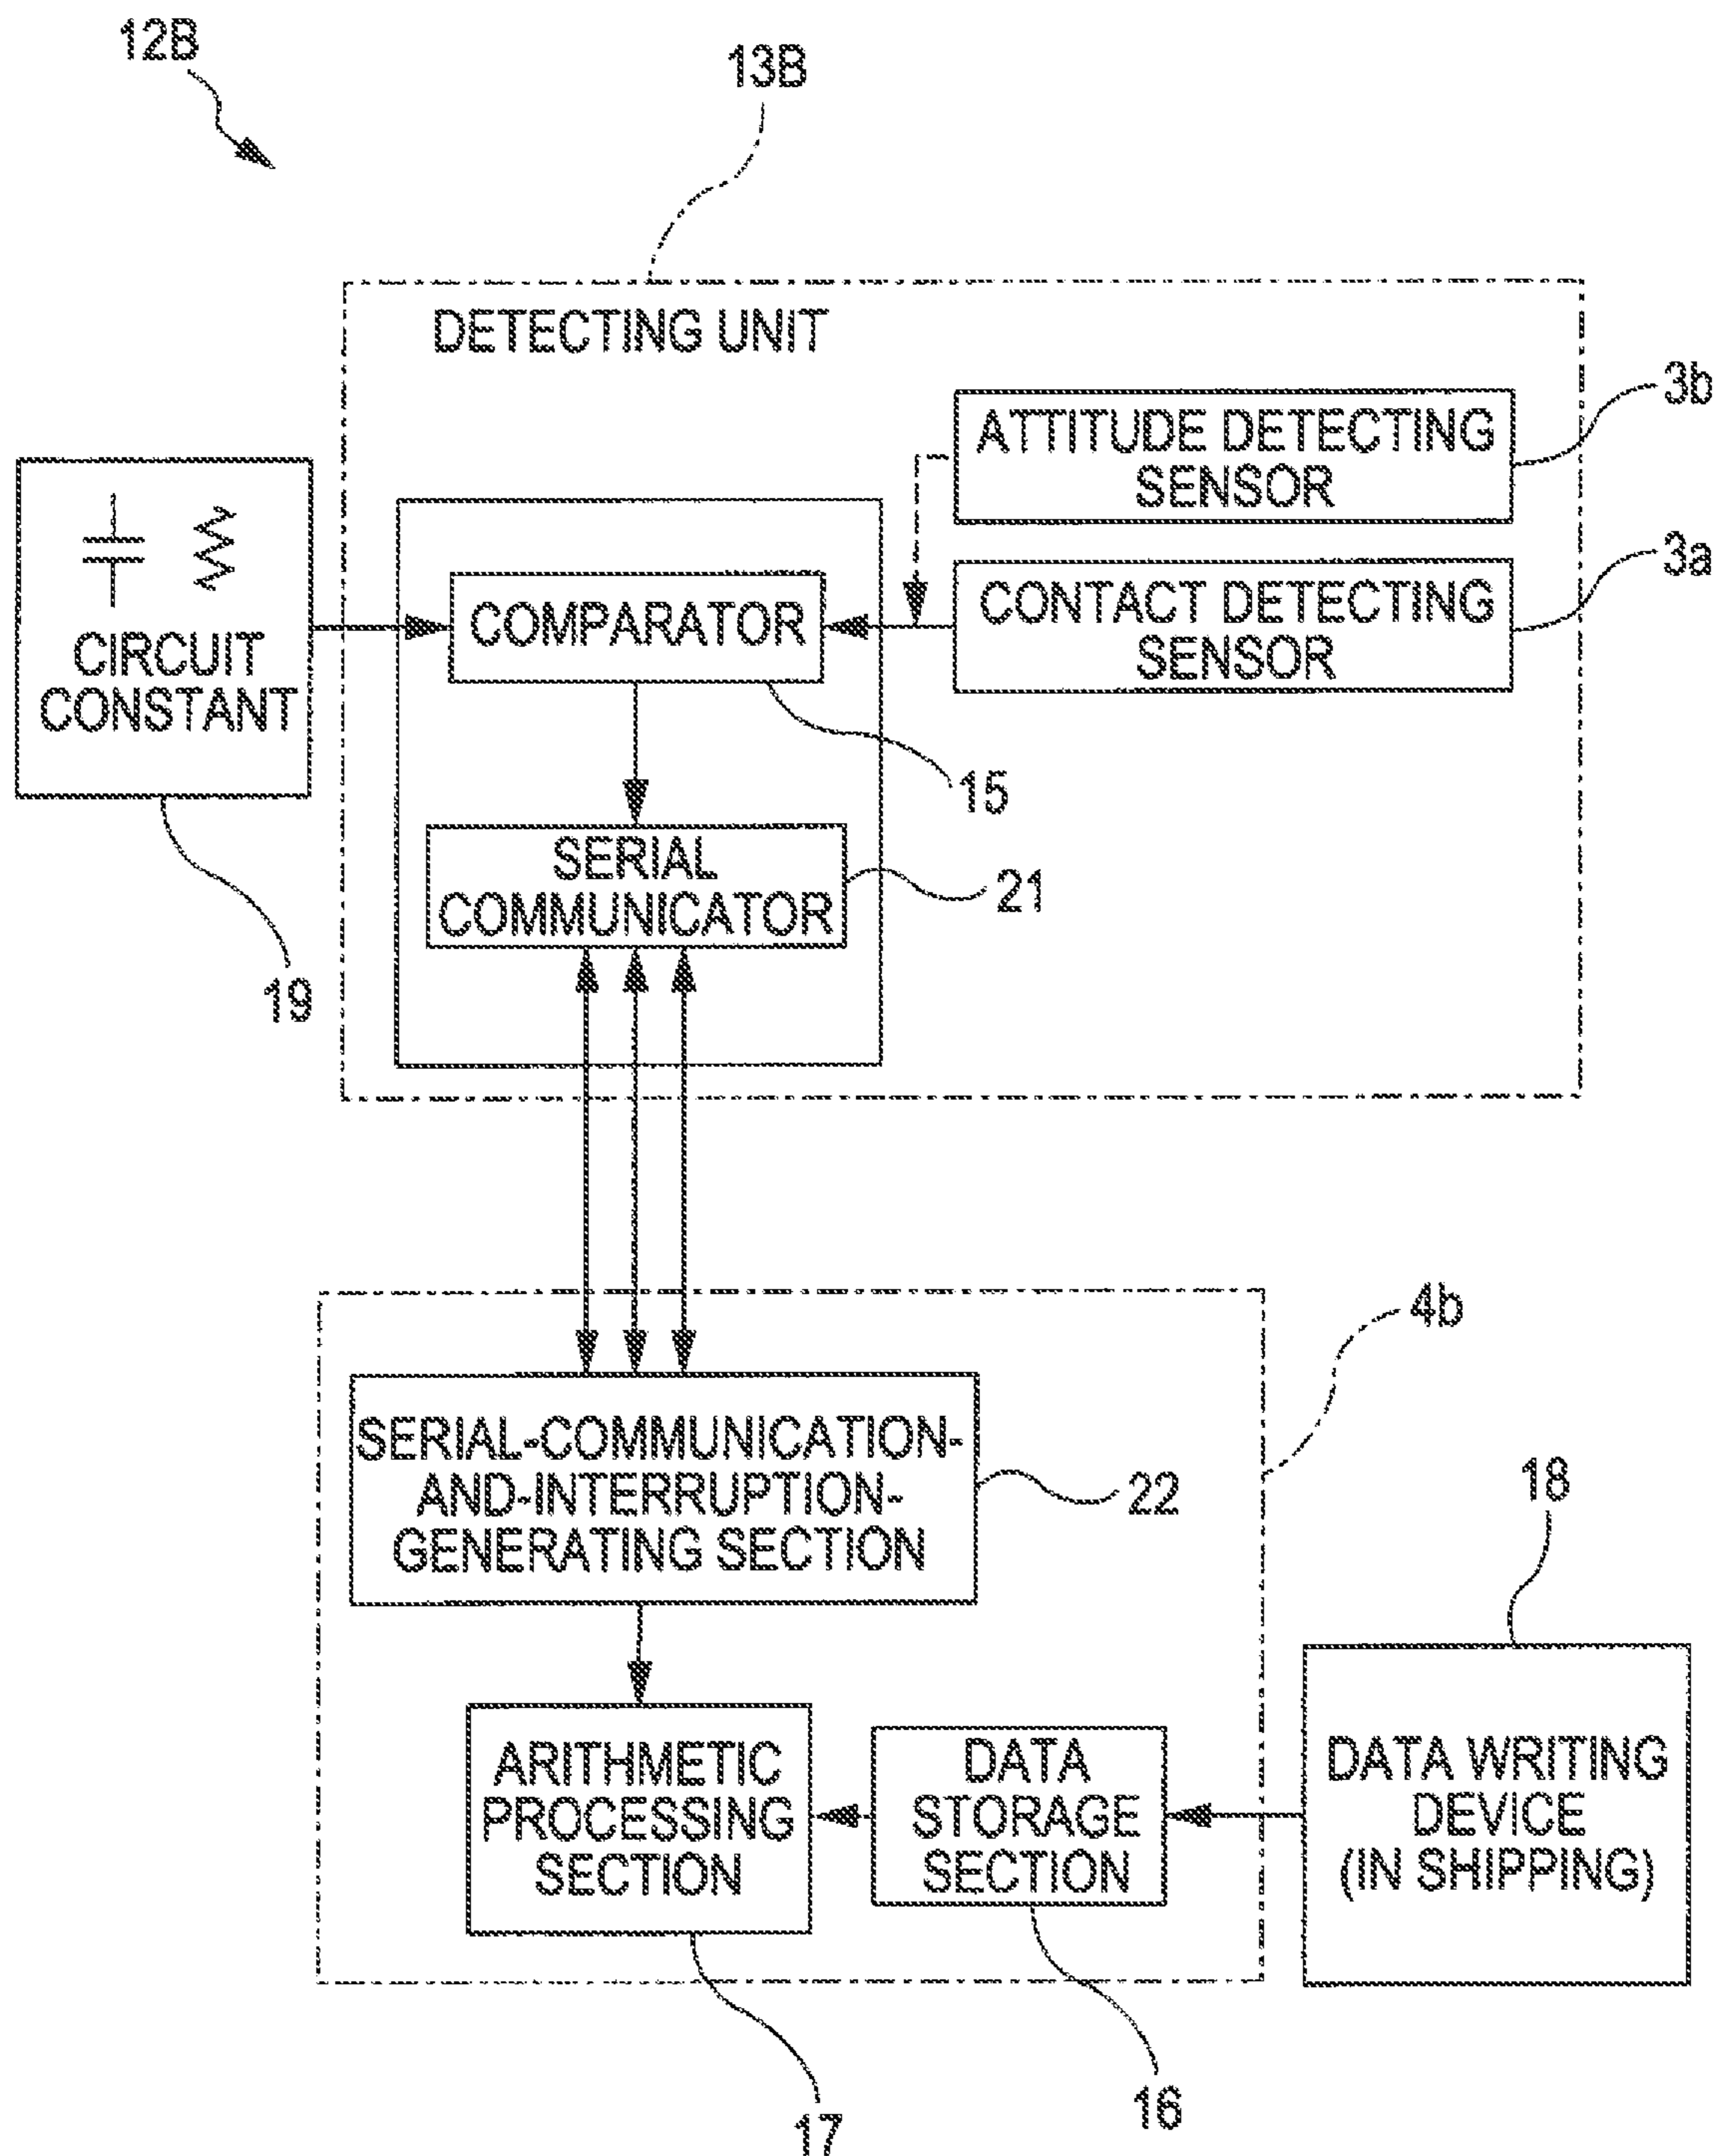 12B
13B
DETECTING UNIT
3b
ATTITUDE DETECTING
SENSOR
3a
CONTACT DETECTING
SENSOR
COMPARATOR
CIRCUIT
CONSTANT
15
SERIAL
COMMUNICATOR
21
19
4b
SERIAL-COMMUNICATION-
AND-INTERRUPTION-
GENERATING SECTION
22
18
ARITHMETIC
PROCESSING
SECTION
DATA
STORAGE
SECTION
DATA WRITING
DEVICE
(IN SHIPPING)
16
17